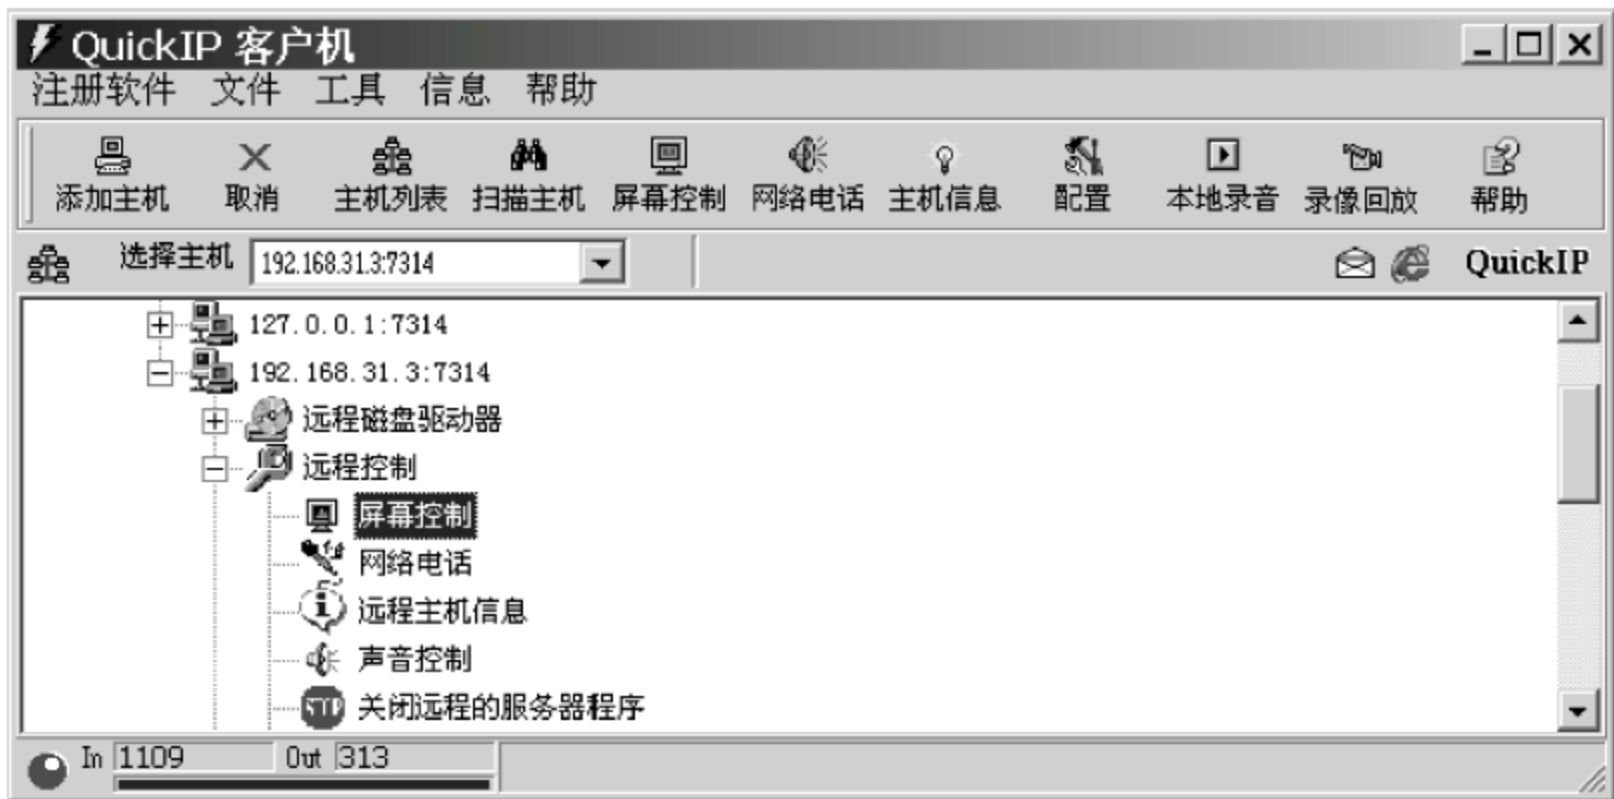 QuickIP 客户机
注册软件 文件 工具 信息 帮助
添加主机 取消 主机列表 扫描主机 屏幕控制 网络电话 主机信息 配置 本地录音 录像回放 帮助
选择主机 192.168.31.3:7314 QuickIP
127.0.0.1:7314
192.168.31.3:7314
远程磁盘驱动器
远程控制
屏幕控制
网络电话
远程主机信息
声音控制
STP 关闭远程的服务器程序
In 1109 Out 313